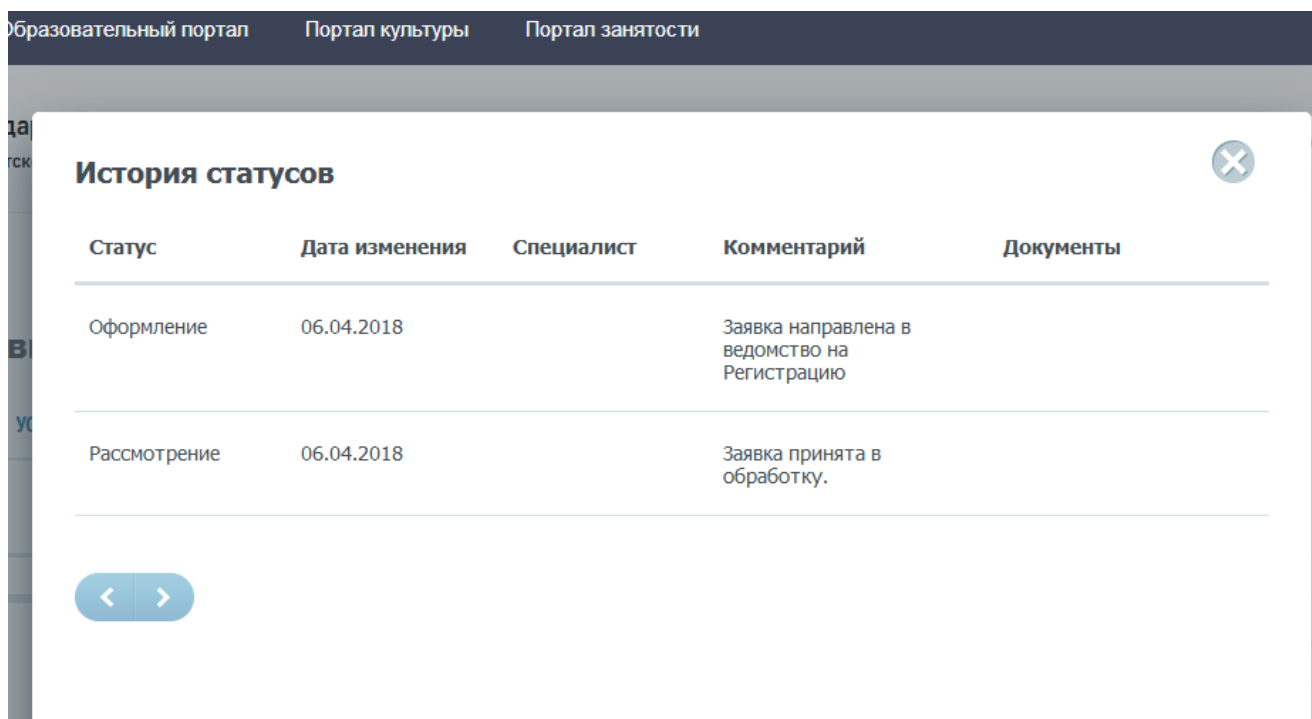 Образовательный портал Портал культуры Портал занятости
История статусов
Статус Дата изменения Специалист Комментарий Документы
Оформление 06.04.2018 Заявка направлена в
ведомство на
Регистрацию
Рассмотрение 06.04.2018 Заявка принята в
обработку.